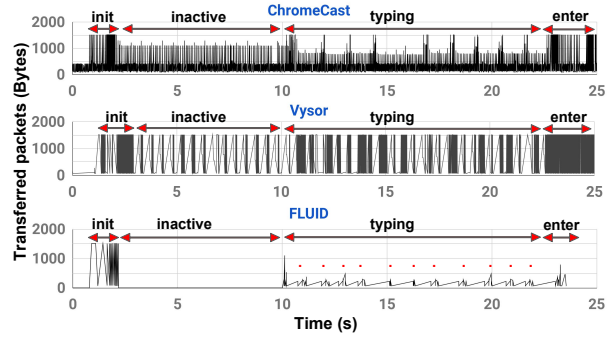 ChromeCast
init inactive typing enter
2000
1000
0
0 5 10 15 20 25
Vysor
init inactive typing enter
2000
1000
0
0 5 10 15 20 25
FLUID
init inactive typing enter
2000
1000
0
0 5 10 15 20 25
Transferred packets (Bytes)
Time (s)